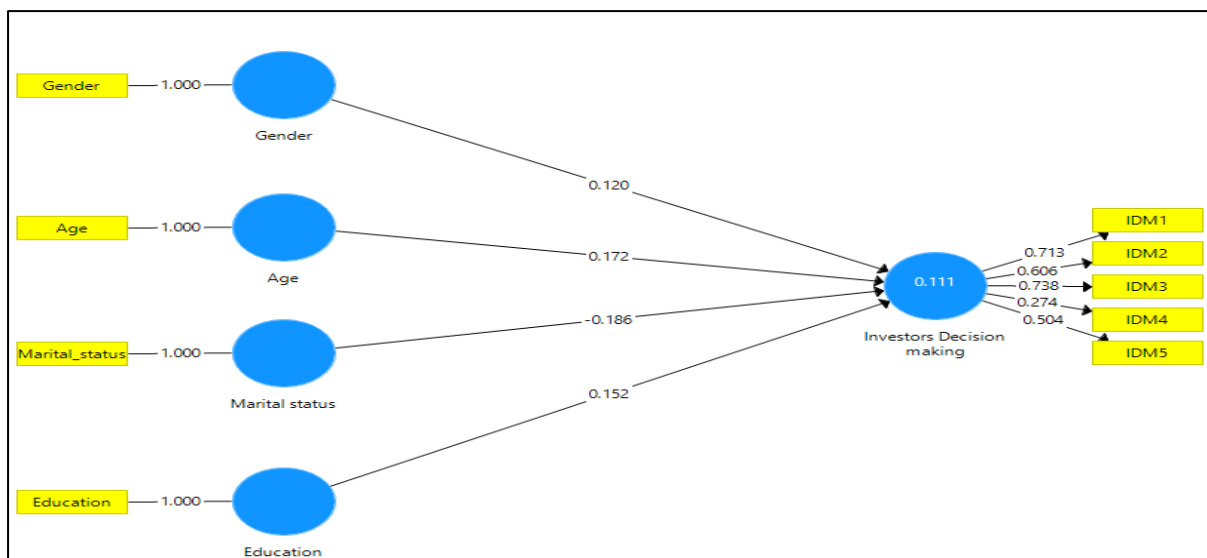 Gender
1.000
Gender
0.120
Age
1.000
Age
0.172
Marital_status
1.000
Marital status
-0.186
Education
1.000
Education
0.152
0.111
Investors Decision
making
0.713
0.606
0.738
0.274
0.504
IDM1
IDM2
IDM3
IDM4
IDM5